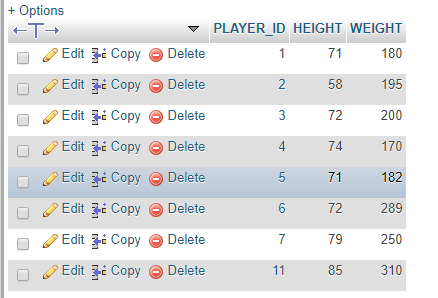 + Options
←T→ PLAYER_ID HEIGHT WEIGHT
Edit Copy Delete 1 71 180
Edit Copy Delete 2 58 195
Edit Copy Delete 3 72 200
Edit Copy Delete 4 74 170
Edit Copy Delete 5 71 182
Edit Copy Delete 6 72 289
Edit Copy Delete 7 79 250
Edit Copy Delete 11 85 310